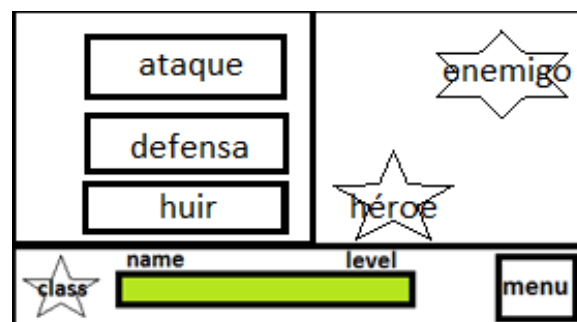 ataque
defensa
huir
enemigo
héroe
name level
class
menu